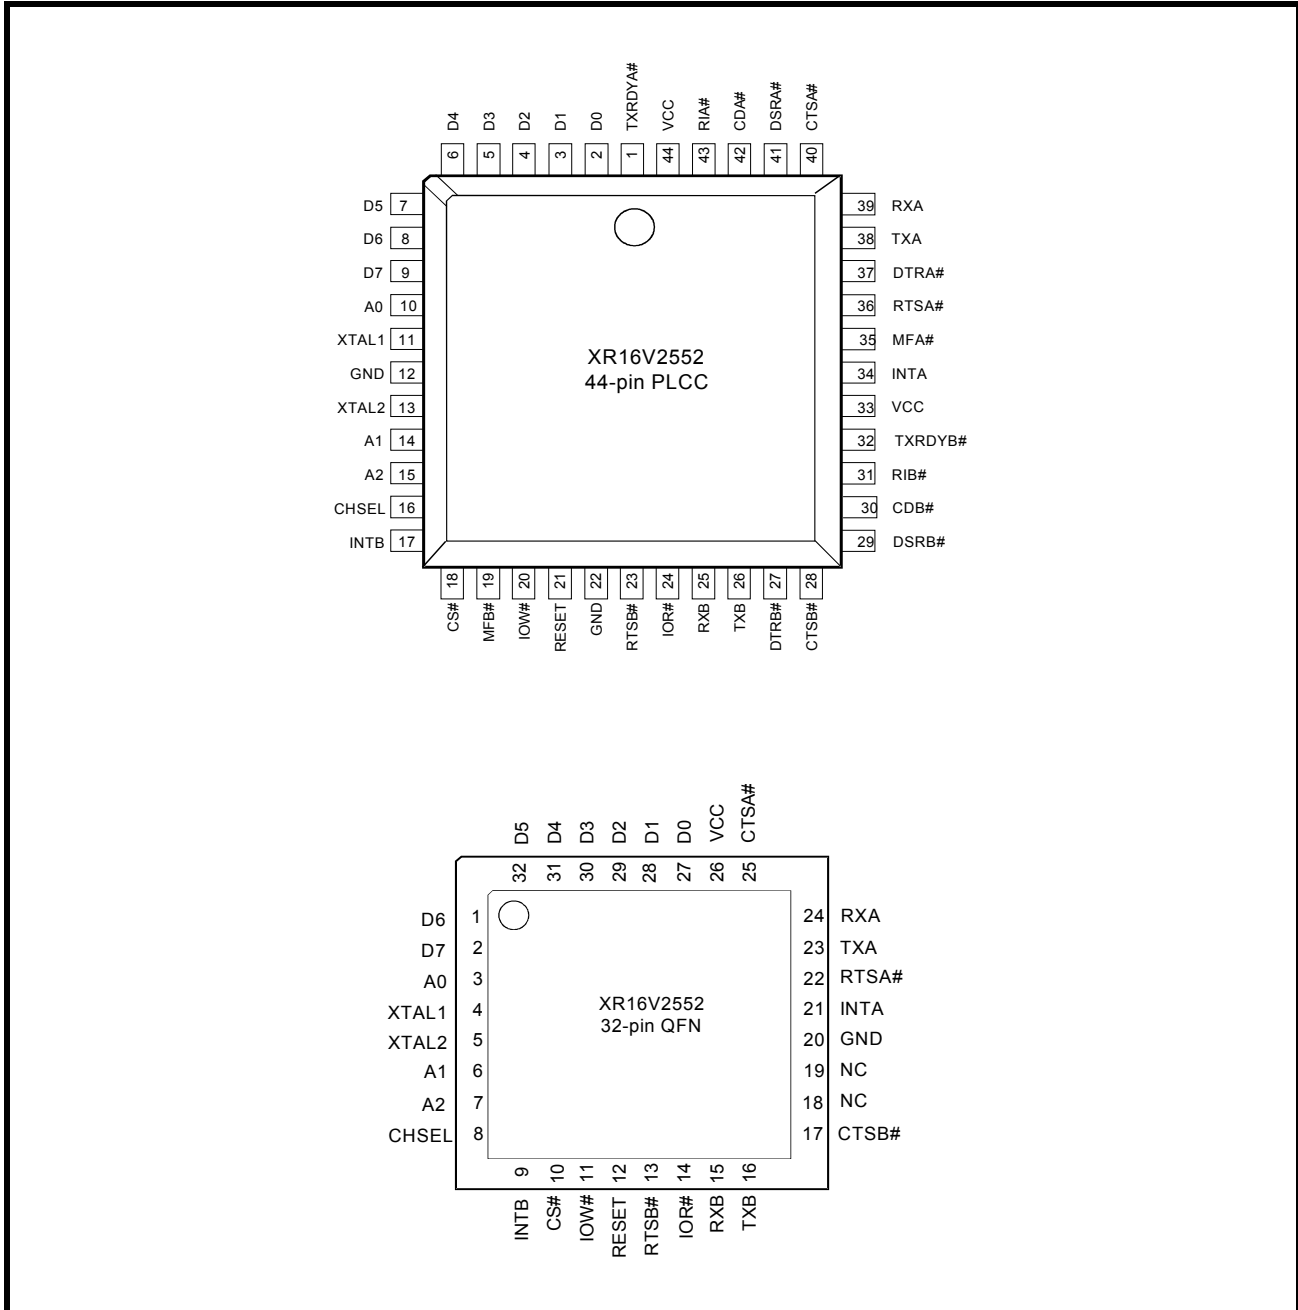 D4 D3 D2 D1 D0 TXRDYA# VCC RIA# CDA# DSRA# CTSA#
6 5 4 3 2 1 44 43 42 41 40
D5 7 39 RXA
D6 8 38 TXA
D7 9 37 DTRA#
A0 10 36 RTSA#
XTAL1 11 35 MFA#
GND 12 34 INTA
XTAL2 13 33 VCC
A1 14 32 TXRDYB#
A2 15 31 RIB#
CHSEL 16 30 CDB#
INTB 17 29 DSRB#
XR16V2552
44-pin PLCC
18 19 20 21 22 23 24 25 26 27 28
CS# MFB# IOW# RESET GND RTSB# IOR# RXB TXB DTRB# CTSB#
D5 D4 D3 D2 D1 D0 VCC CTSA#
32 31 30 29 28 27 26 25
D6 1 24 RXA
D7 2 23 TXA
A0 3 22 RTSA#
XTAL1 4 21 INTA
XTAL2 5 20 GND
A1 6 19 NC
A2 7 18 NC
CHSEL 8 17 CTSB#
XR16V2552
32-pin QFN
9 10 11 12 13 14 15 16
INTB CS# IOW# RESET RTSB# IOR# RXB TXB